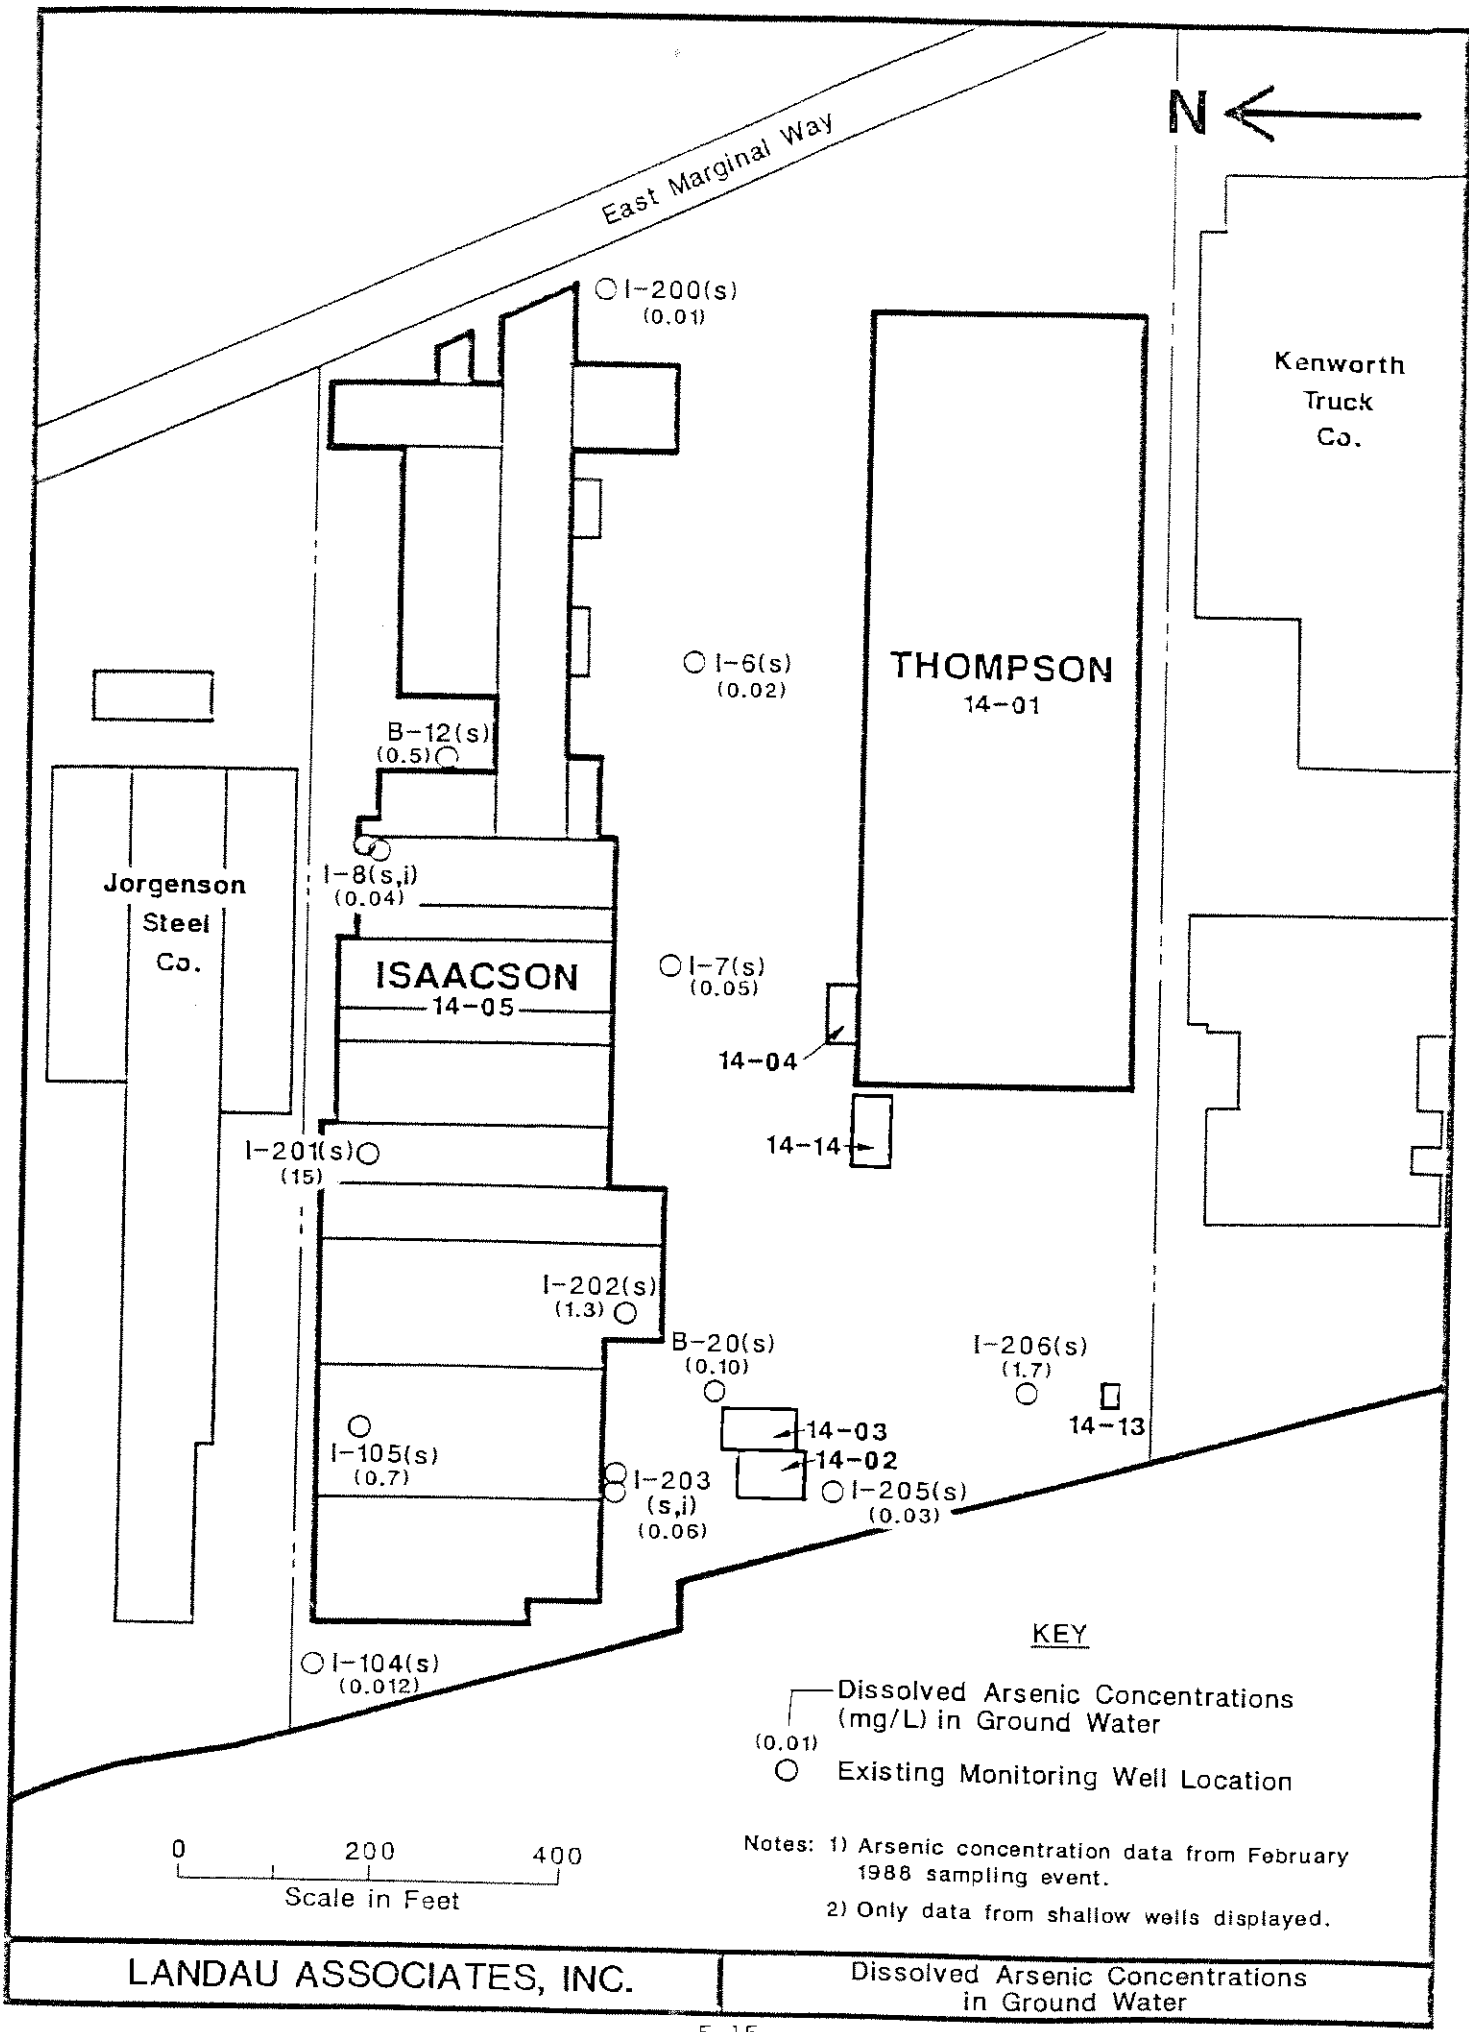 N
East Marginal Way
I-200(s)
(0.01)
Kenworth
Truck
Co.
I-6(s)
(0.02)
THOMPSON
14-01
B-12(s)
(0.5)
I-8(s,i)
(0.04)
Jorgenson
Steel
Co.
ISAACSON
14-05
I-7(s)
(0.05)
14-04
14-14
I-201(s)
(15)
I-202(s)
(1.3)
B-20(s)
(0.10)
I-206(s)
(1.7)
14-13
14-03
14-02
I-105(s)
(0.7)
I-203
(s,i)
(0.06)
I-205(s)
(0.03)
I-104(s)
(0.012)
KEY
Dissolved Arsenic Concentrations
(mg/L) in Ground Water
(0.01)
Existing Monitoring Well Location
0 200 400
Scale in Feet
Notes: 1) Arsenic concentration data from February
1988 sampling event.
2) Only data from shallow wells displayed.
LANDAU ASSOCIATES, INC.
Dissolved Arsenic Concentrations
in Ground Water